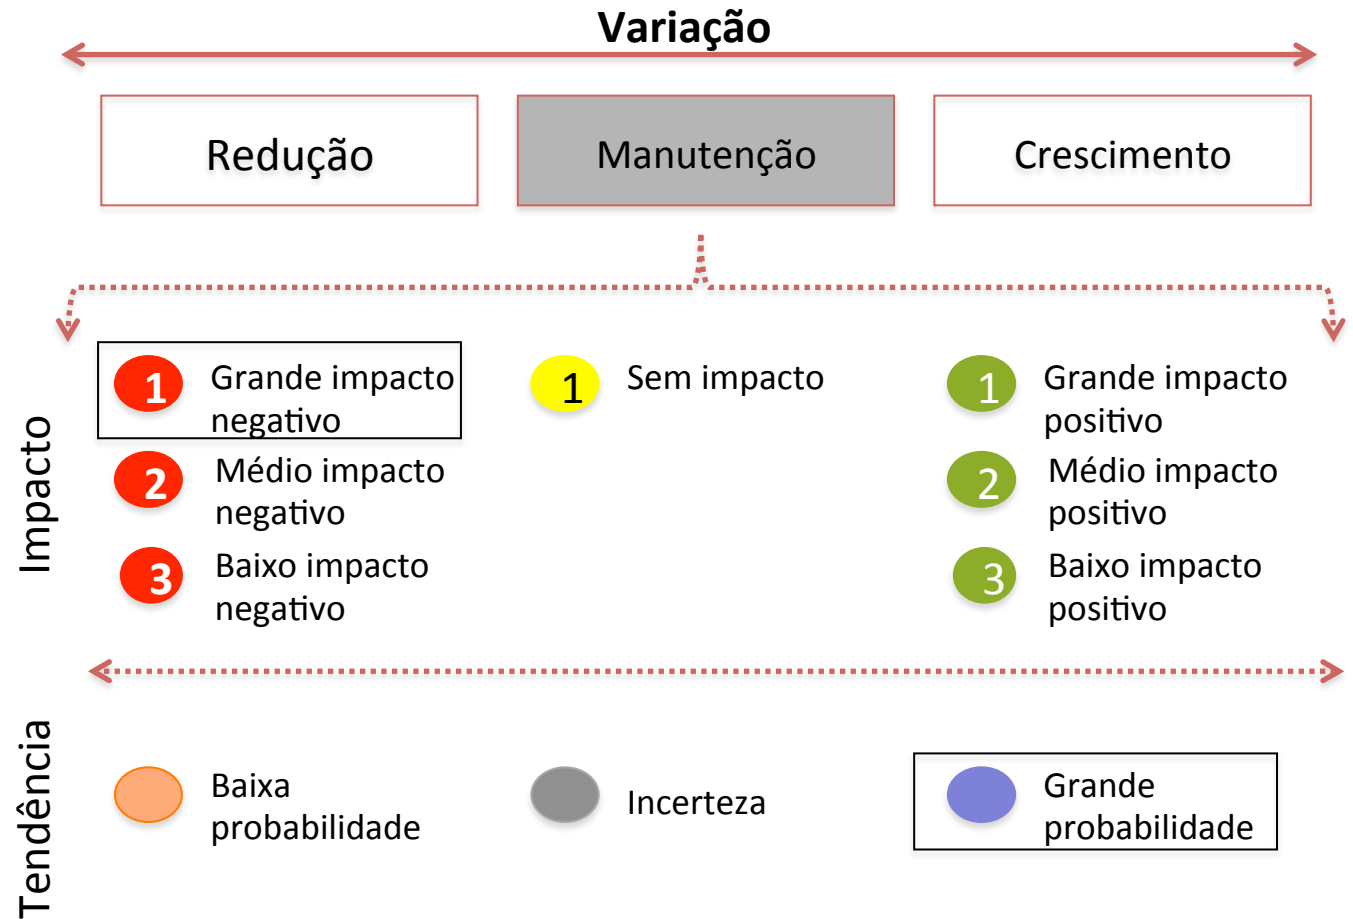 Variação
Redução
Manutenção
Crescimento
Impacto
1 Grande impacto
negativo
1 Sem impacto
1 Grande impacto
positivo
2 Médio impacto
negativo
2 Médio impacto
positivo
3 Baixo impacto
negativo
3 Baixo impacto
positivo
Tendência
Baixa
probabilidade
Incerteza
Grande
probabilidade